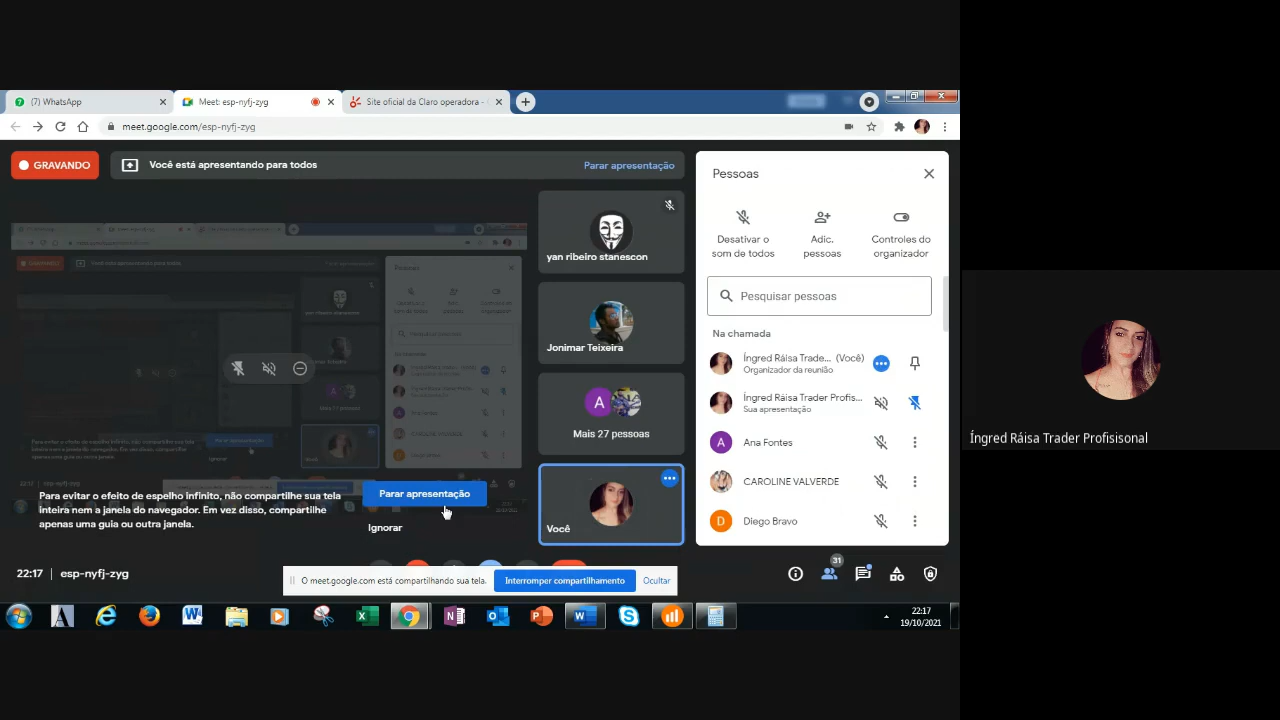 (7) WhatsApp
Meet: esp-nyfj-zyg
Site oficial da Claro operadora -
meet.google.com/esp-nyfj-zyg
GRAVANDO
Você está apresentando para todos
Parar apresentação
yan ribeiro stanescon
Jonimar Teixeira
A
Mais 27 pessoas
Você
Para evitar o efeito de espelho infinito, não compartilhe sua tela
inteira nem a janela do navegador. Em vez disso, compartilhe
apenas uma guia ou outra janela.
Parar apresentação
Ignorar
Pessoas
Desativar o
som de todos
Adic.
pessoas
Controles do
organizador
Pesquisar pessoas
Na chamada
Íngred Ráisa Trade... (Você)
Organizador da reunião
Íngred Ráisa Trader Profis...
Sua apresentação
A Ana Fontes
CAROLINE VALVERDE
D Diego Bravo
22:17 | esp-nyfj-zyg
O meet.google.com está compartilhando sua tela.
Interromper compartilhamento
Ocultar
31
22:17
19/10/2021
Íngred Ráisa Trader Profisisonal